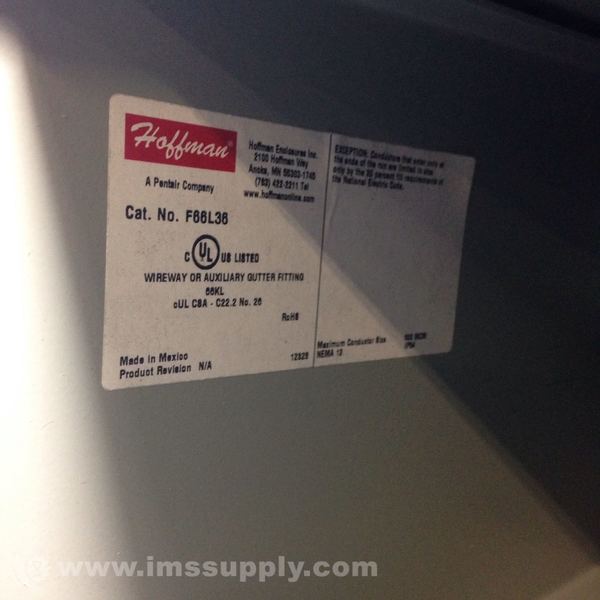 Hoffman
A Pentair Company
Hoffman Enclosures Inc.
2100 Hoffman Way
Anoka, MN 55303-1745
(763) 422-2211 Tel
www.hoffmanonline.com
Cat. No. F66L36
C UL US LISTED
WIREWAY OR AUXILIARY GUTTER FITTING
66KL
cUL CSA - C22.2 No. 26
RoHS
Made in Mexico
12329
Product Revision N/A
EXCEPTION: Conductors that enter only at
the ends of the run are limited in size
only by the 20 percent fill requirements of
the National Electric Code.
Maximum Conductor Size
NEMA 12
IP54
www.imssupply.com